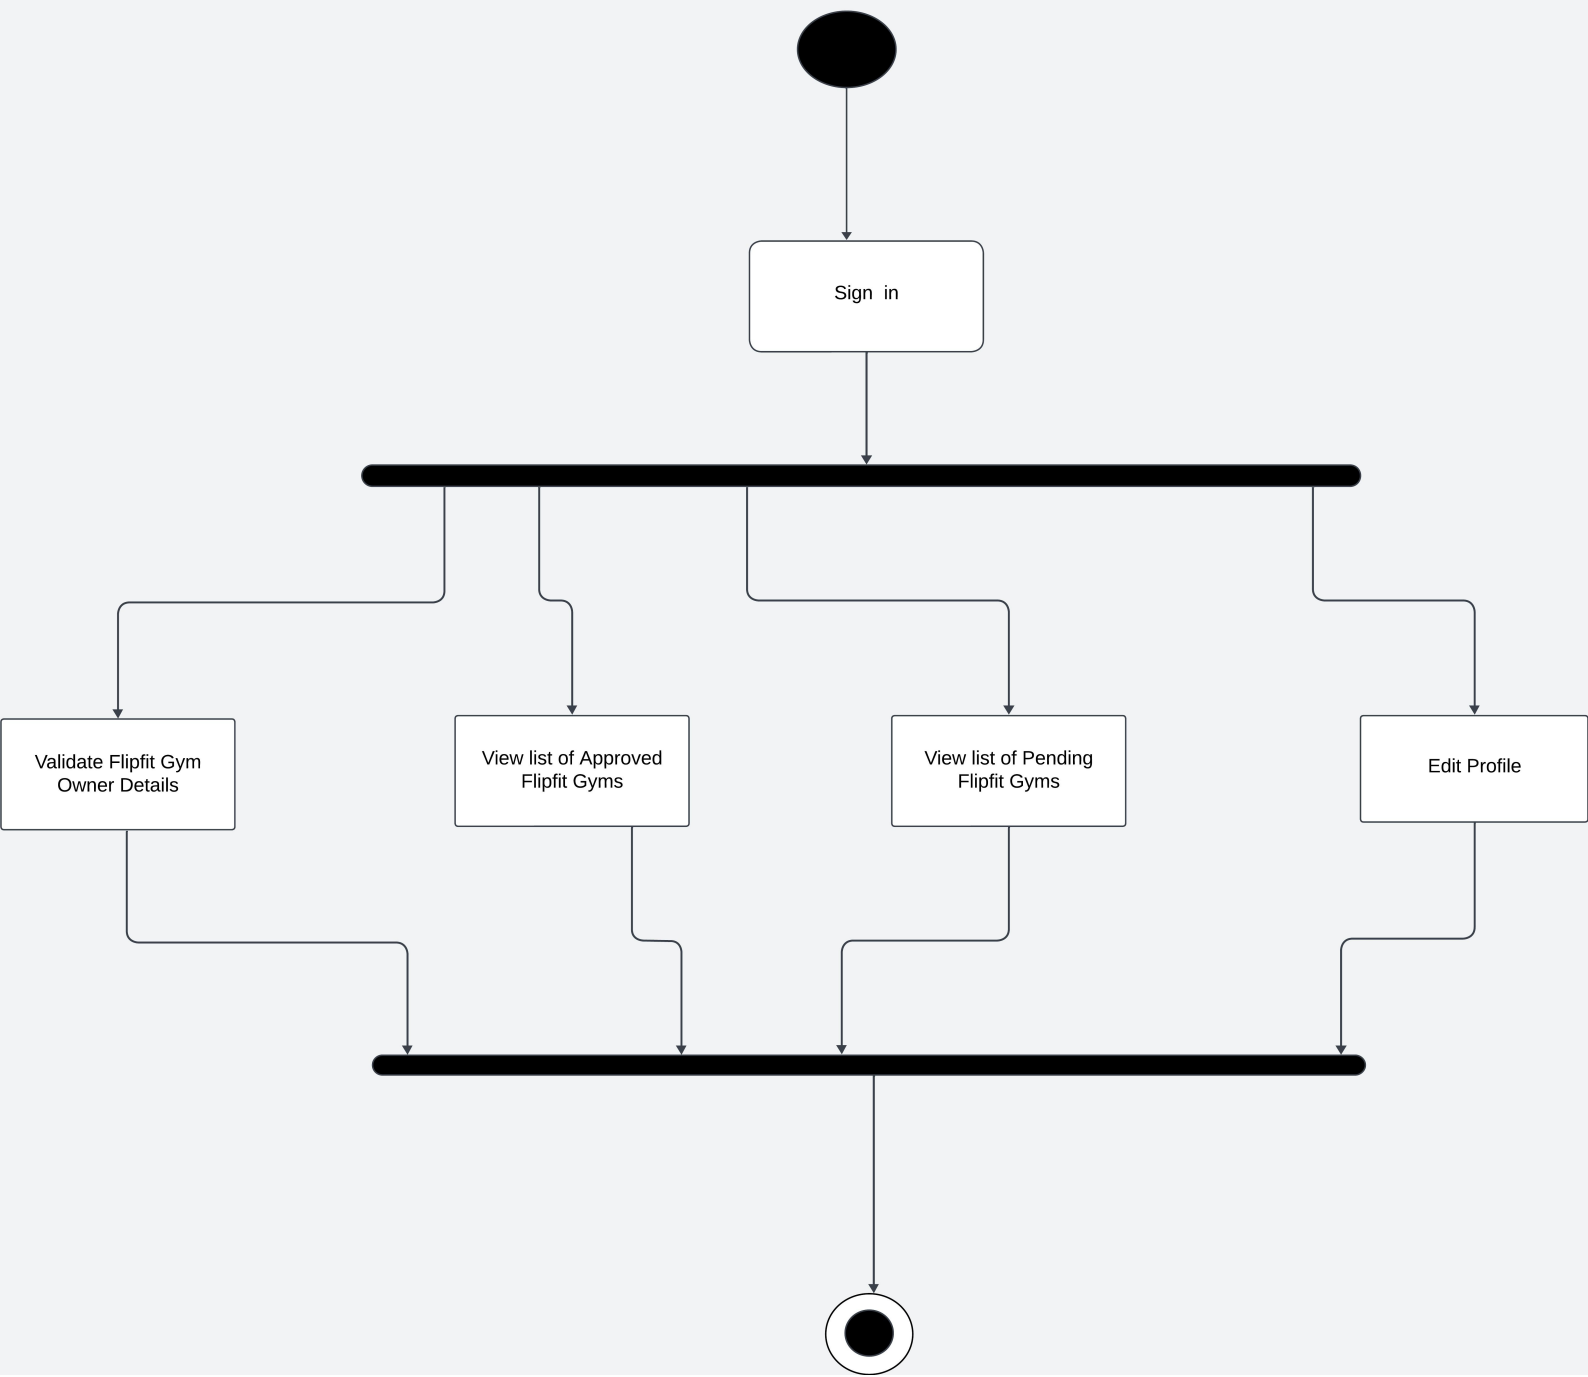 Sign  in
Validate Flipfit Gym
Owner Details
View list of Approved
Flipfit Gyms
View list of Pending
Flipfit Gyms
Edit Profile